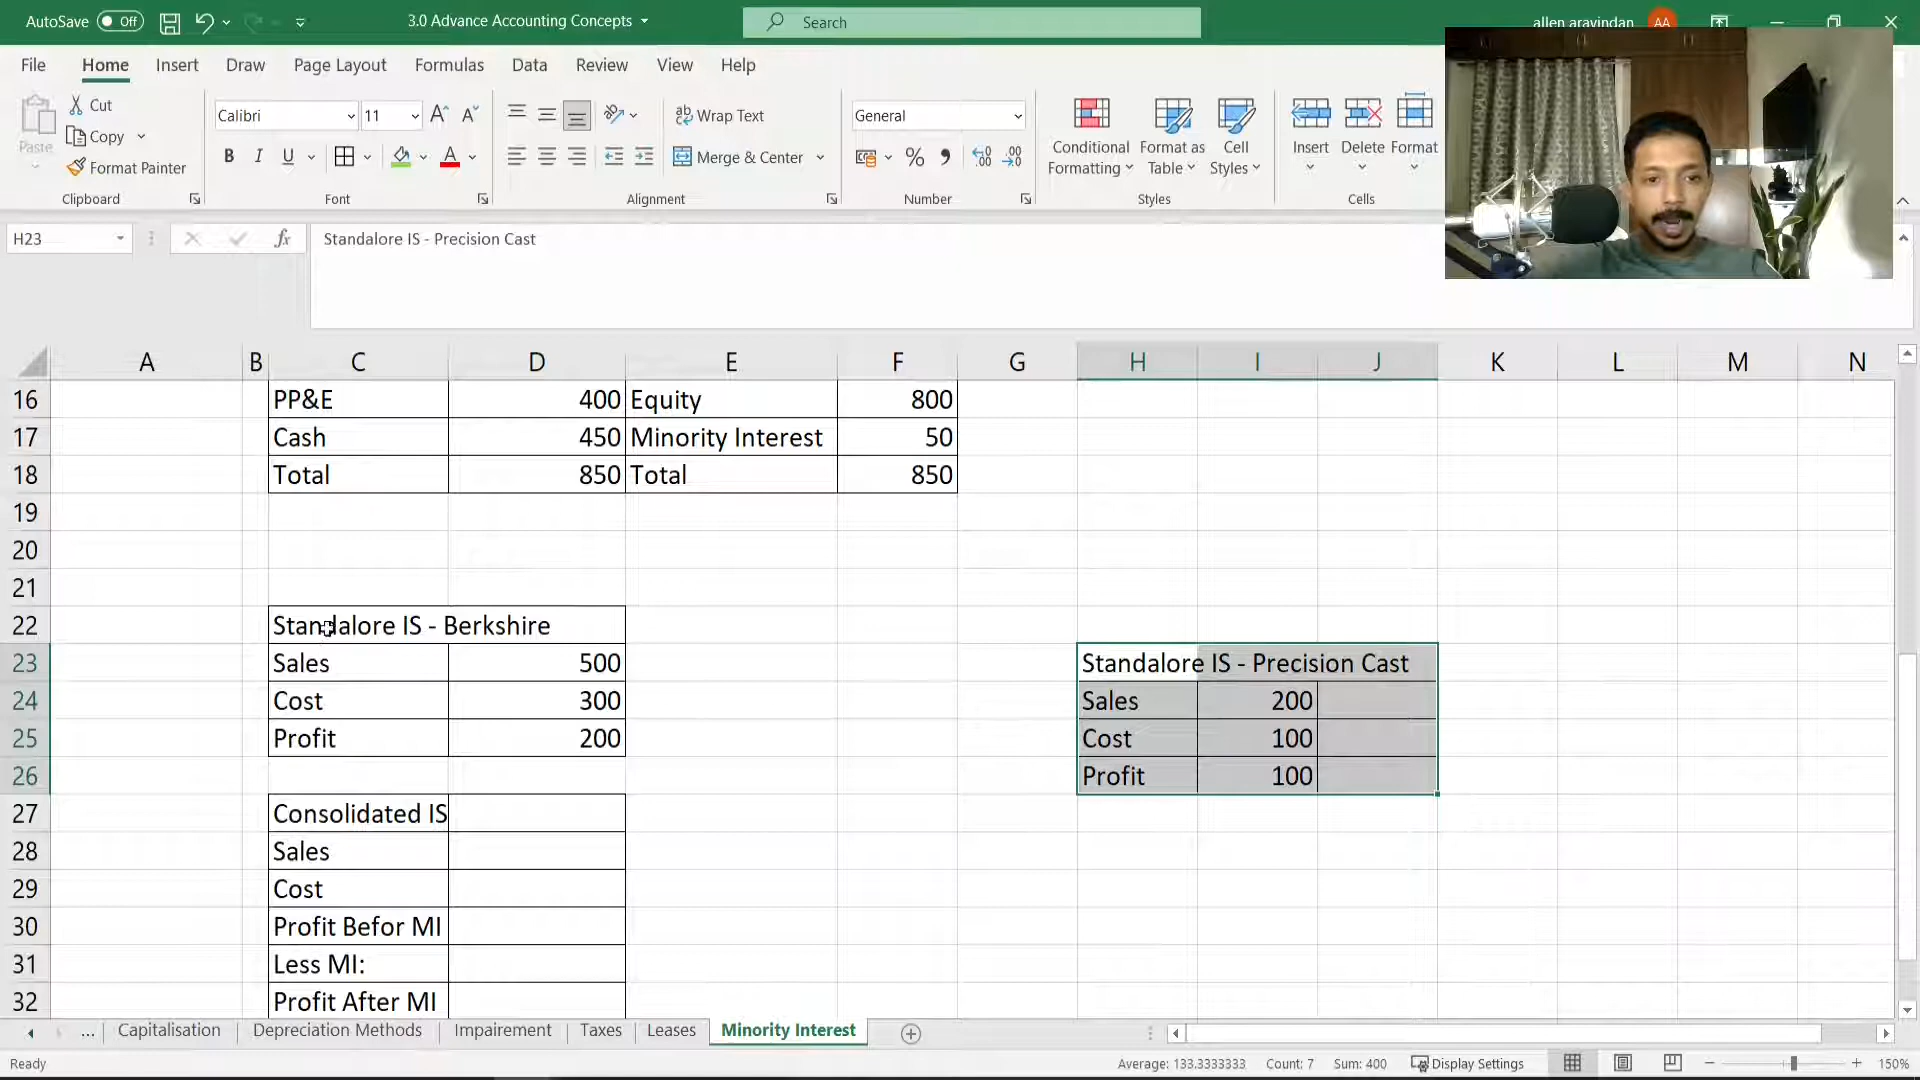 AutoSave Off 3.0 Advance Accounting Concepts Search allen aravindan AA
File Home Insert Draw Page Layout Formulas Data Review View Help
Paste Cut Copy Format Painter Clipboard
Calibri 11 B I U A Font
Wrap Text Merge & Center Alignment
General % Number
Conditional Formatting Format as Table Cell Styles Styles
Insert Delete Format Cells
H23 fx Standalore IS - Precision Cast
A B C D E F G H I J K L M N
16 PP&E 400 Equity 800
17 Cash 450 Minority Interest 50
18 Total 850 Total 850
19
20
21
22 Standalore IS - Berkshire
23 Sales 500 Standalore IS - Precision Cast
24 Cost 300 Sales 200
25 Profit 200 Cost 100
26 Profit 100
27 Consolidated IS
28 Sales
29 Cost
30 Profit Befor MI
31 Less MI:
32 Profit After MI
... Capitalisation Depreciation Methods Impairement Taxes Leases Minority Interest
Ready Average: 133.3333333 Count: 7 Sum: 400 Display Settings 150%